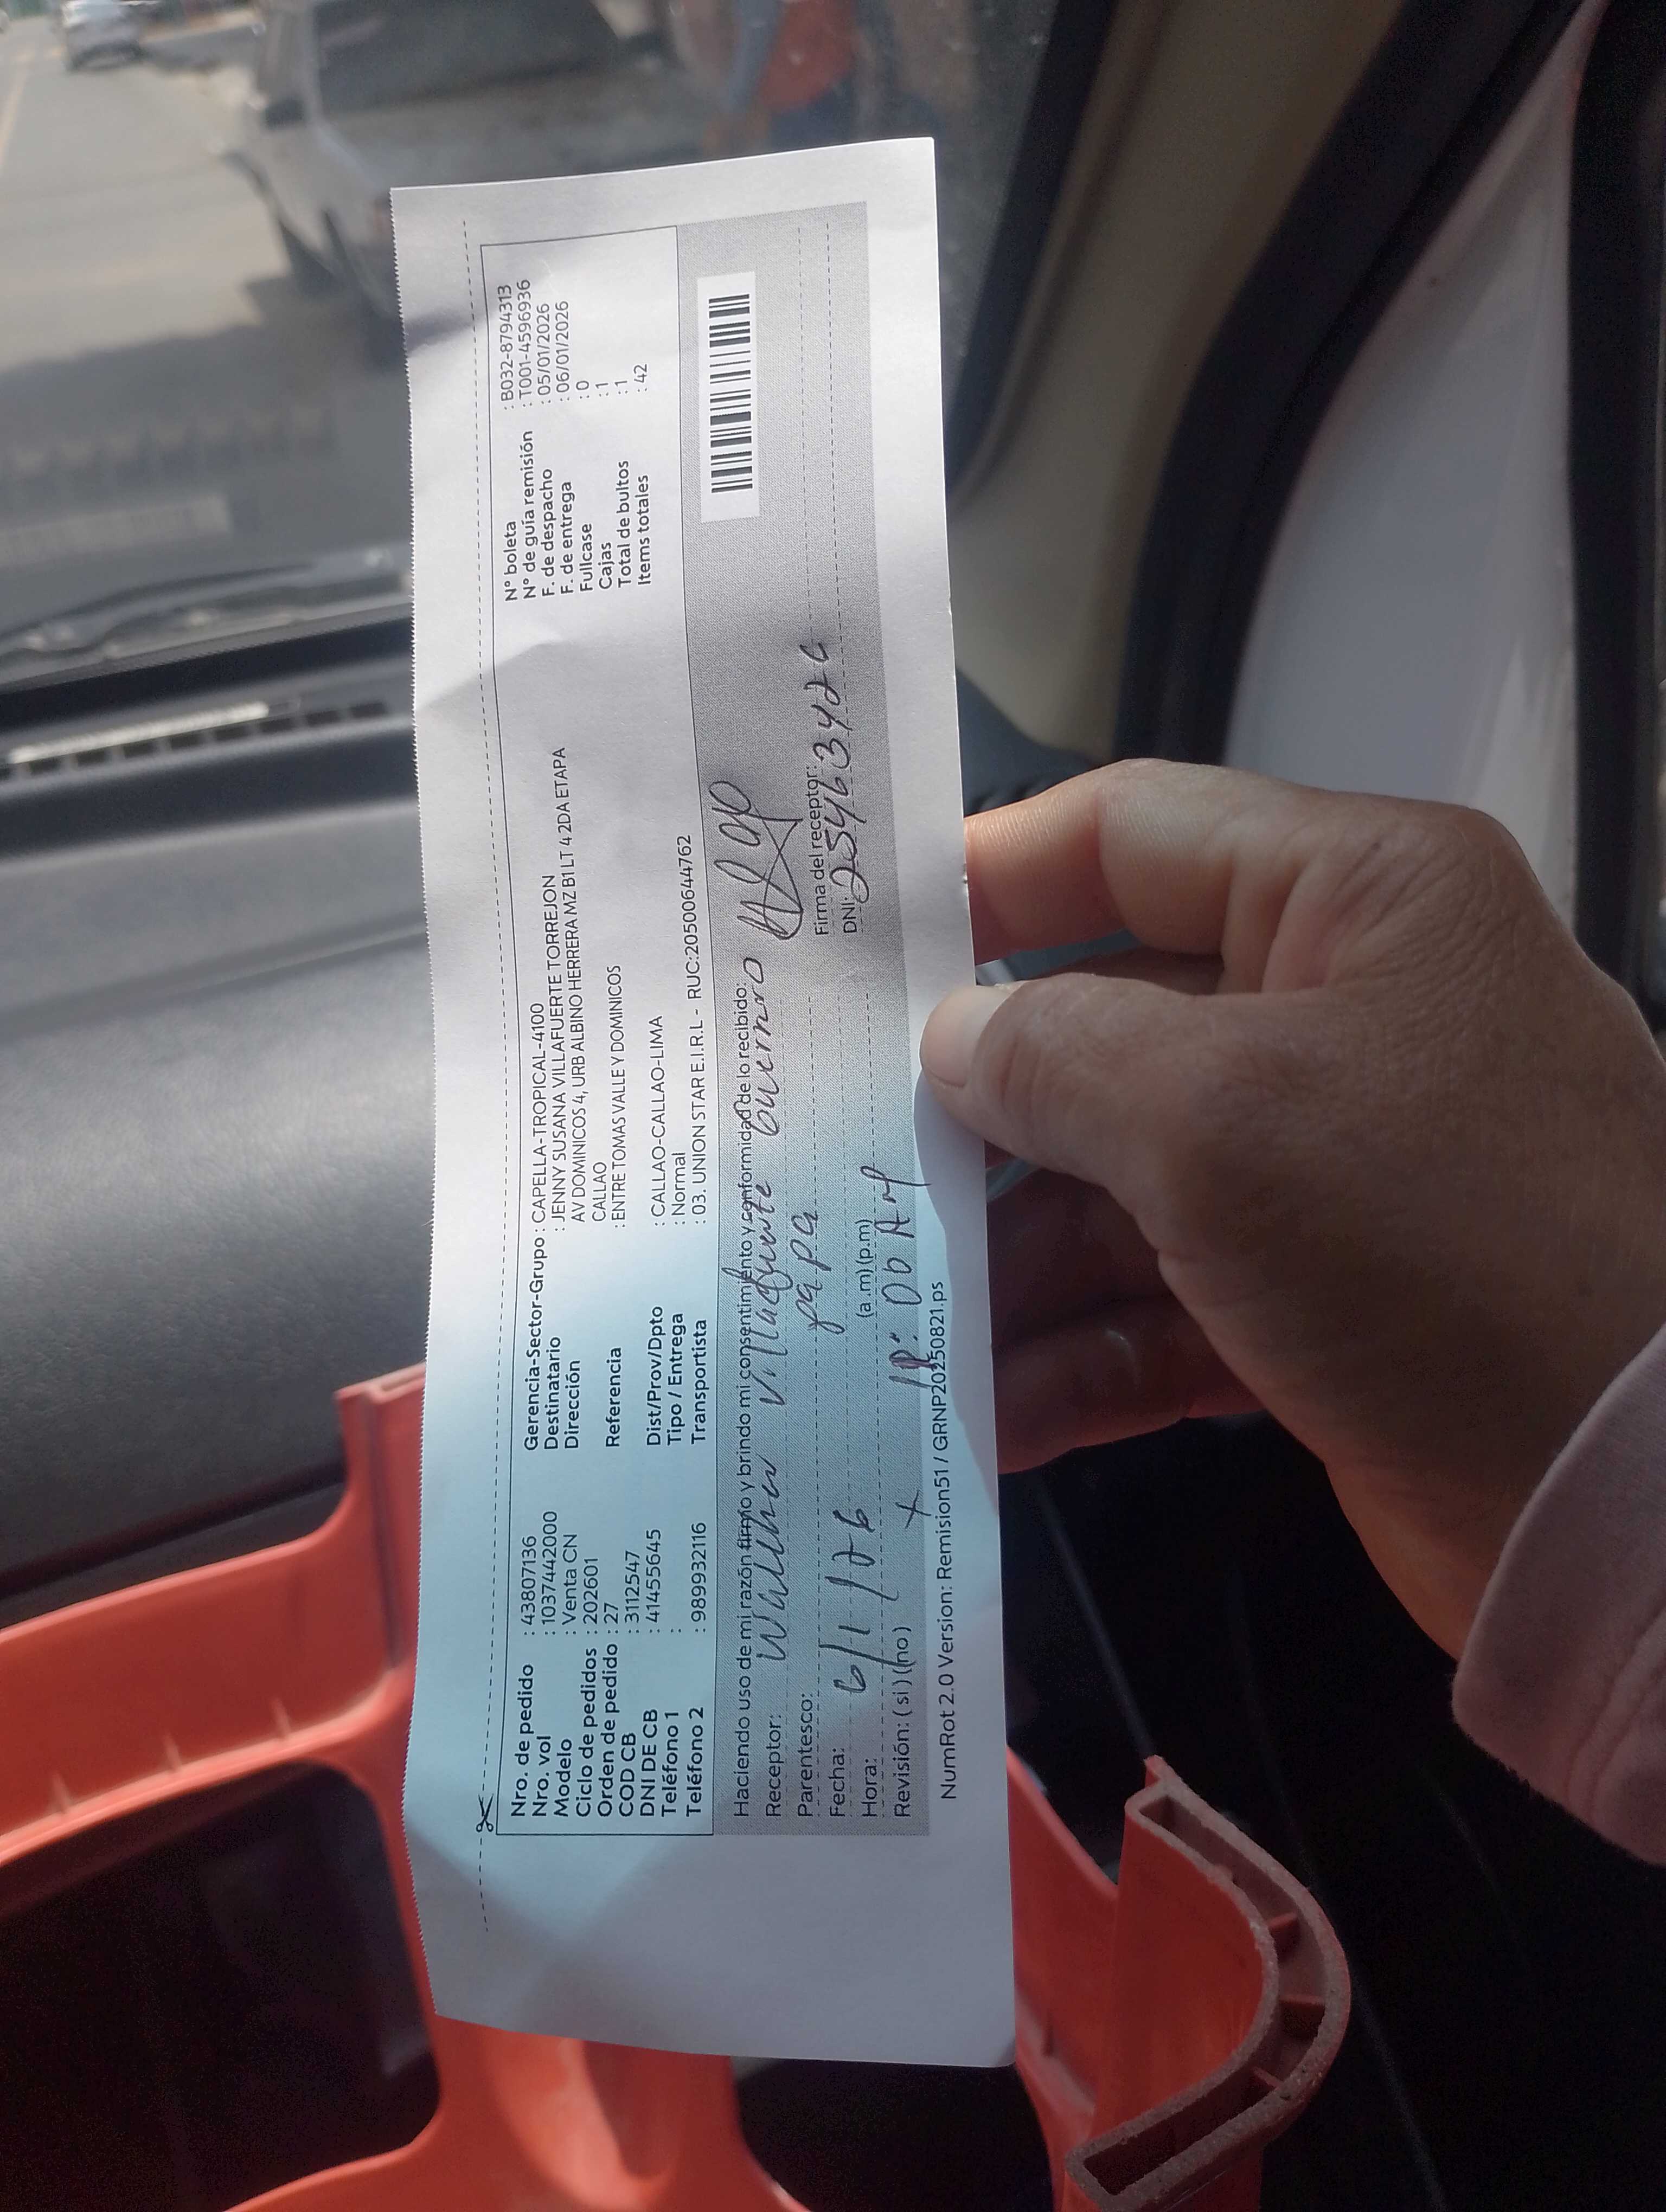 Nro. de pedido : 43807136
Nro. vol : 1037442000
Modelo : Venta CN
Ciclo de pedidos : 202601
Orden de pedido : 27
COD CB : 3112547
DNI DE CB : 41455645
Teléfono 1 :
Teléfono 2 : 989932116
Gerencia-Sector-Grupo : CAPELLA-TROPICAL-4100
Destinatario : JENNY SUSANA VILLAFUERTE TORREJON
Dirección AV DOMINICOS 4, URB ALBINO HERRERA MZ B1 LT 4 2DA ETAPA
CALLAO
Referencia : ENTRE TOMAS VALLE Y DOMINICOS
Dist/Prov/Dpto : CALLAO-CALLAO-LIMA
Tipo / Entrega : Normal
Transportista : 03. UNION STAR E.I.R.L - RUC:20500644762
N° boleta : B032-8794313
N° de guía remisión : T001-4596936
F. de despacho : 05/01/2026
F. de entrega : 06/01/2026
Fullcase : 0
Cajas : 1
Total de bultos : 1
Items totales : 42
Haciendo uso de mi razón firmo y brindo mi consentimiento y conformidad de lo recibido:
Receptor: Villafuerte
Parentesco: papa
Firma del receptor:
Fecha: 6/1/26
DNI:
Hora: (a.m) (p.m)
Revisión: ( si ) (no)
NumRot 2.0 Version: Remision51 / GRNP20250821.ps